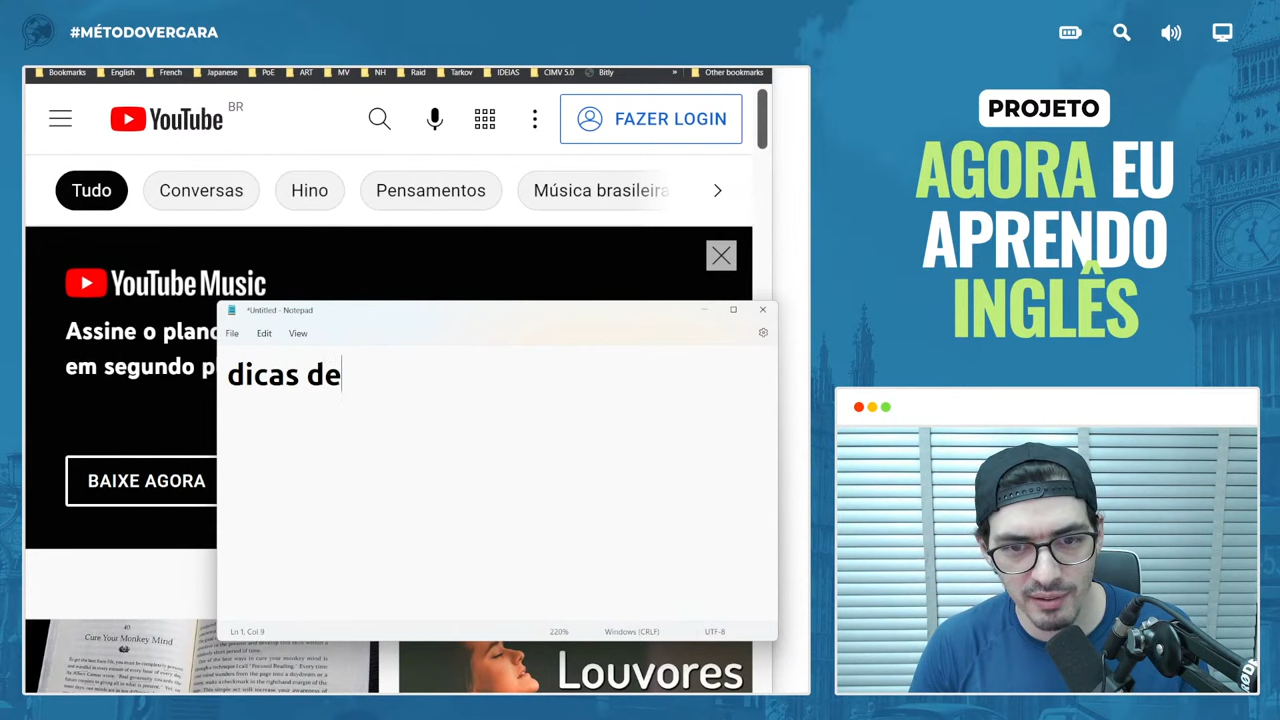 #MÉTODOVERGARA
Bookmarks English French Japanese PoE ART MV NH Raid Tarkov IDEIAS CIMV 5.0 Bitly » Other bookmarks
YouTube BR
FAZER LOGIN
Tudo Conversas Hino Pensamentos Música brasileira
YouTube Music
Assine o plano
em segundo p
BAIXE AGORA
*Untitled - Notepad
File Edit View
dicas de
Ln 1, Col 9 220% Windows (CRLF) UTF-8
40
Cure Your Monkey Mind
Louvores
PROJETO
AGORA EU
APRENDO
INGLÊS